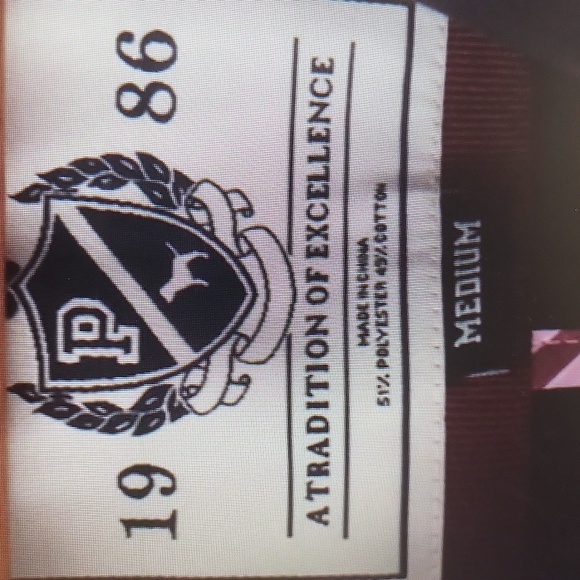 19 86
P
A TRADITION OF EXCELLENCE
MADE IN CHINA
51% POLYESTER 49% COTTON
MEDIUM